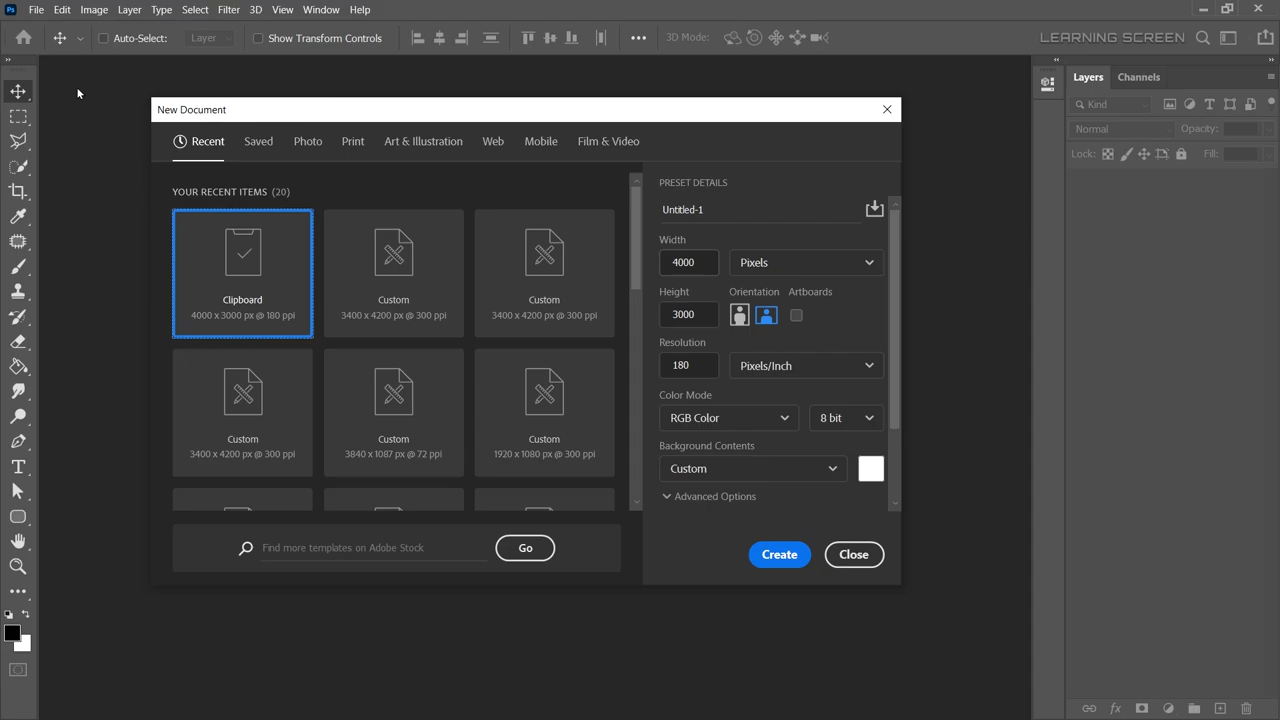 Ps File Edit Image Layer Type Select Filter 3D View Window Help
Auto-Select: Layer Show Transform Controls 3D Mode: LEARNING SCREEN
Layers Channels
Kind
Normal Opacity:
Lock: Fill:
New Document
Recent Saved Photo Print Art & Illustration Web Mobile Film & Video
YOUR RECENT ITEMS (20)
Clipboard
4000 x 3000 px @ 180 ppi
Custom
3400 x 4200 px @ 300 ppi
Custom
3400 x 4200 px @ 300 ppi
Custom
3400 x 4200 px @ 300 ppi
Custom
3840 x 1087 px @ 72 ppi
Custom
1920 x 1080 px @ 300 ppi
Find more templates on Adobe Stock Go
PRESET DETAILS
Untitled-1
Width
4000 Pixels
Height Orientation Artboards
3000
Resolution
180 Pixels/Inch
Color Mode
RGB Color 8 bit
Background Contents
Custom
Advanced Options
Create Close
fx